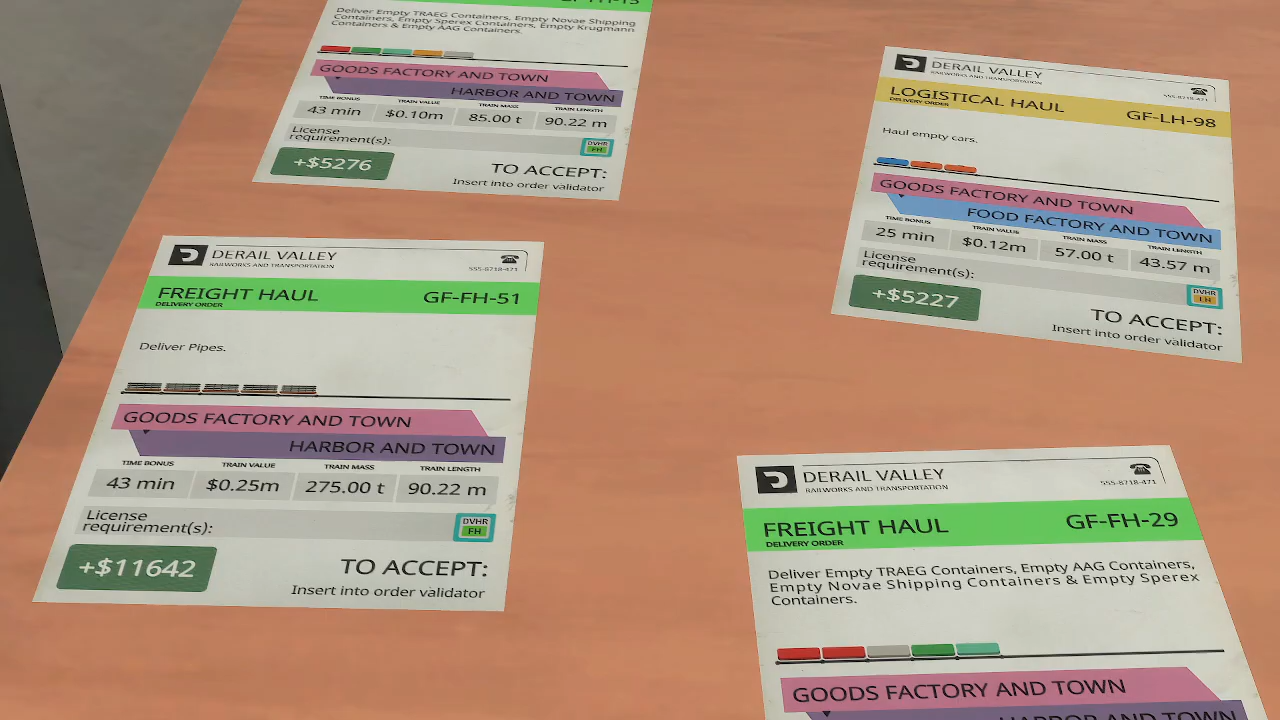 Deliver Empty TRAEG Containers, Empty Novae Shipping
Containers, Empty Sperex Containers, Empty Krugmann
Containers & Empty AAG Containers.
GOODS FACTORY AND TOWN
HARBOR AND TOWN
TIME BONUS TRAIN VALUE TRAIN MASS TRAIN LENGTH
43 min $0.10m 85.00 t 90.22 m
License
requirement(s):
DVHR
FH
+$5276
TO ACCEPT:
Insert into order validator
DERAIL VALLEY
RAILWORKS AND TRANSPORTATION
555-8718-471
LOGISTICAL HAUL GF-LH-98
DELIVERY ORDER
Haul empty cars.
GOODS FACTORY AND TOWN
FOOD FACTORY AND TOWN
TIME BONUS TRAIN VALUE TRAIN MASS TRAIN LENGTH
25 min $0.12m 57.00 t 43.57 m
License
requirement(s):
DVHR
LH
+$5227
TO ACCEPT:
Insert into order validator
DERAIL VALLEY
RAILWORKS AND TRANSPORTATION
555-8718-471
FREIGHT HAUL GF-FH-51
DELIVERY ORDER
Deliver Pipes.
GOODS FACTORY AND TOWN
HARBOR AND TOWN
TIME BONUS TRAIN VALUE TRAIN MASS TRAIN LENGTH
43 min $0.25m 275.00 t 90.22 m
License
requirement(s):
DVHR
FH
+$11642
TO ACCEPT:
Insert into order validator
DERAIL VALLEY
RAILWORKS AND TRANSPORTATION
555-8718-471
FREIGHT HAUL GF-FH-29
DELIVERY ORDER
Deliver Empty TRAEG Containers, Empty AAG Containers,
Empty Novae Shipping Containers & Empty Sperex
Containers.
GOODS FACTORY AND TOWN
HARBOR AND TOWN